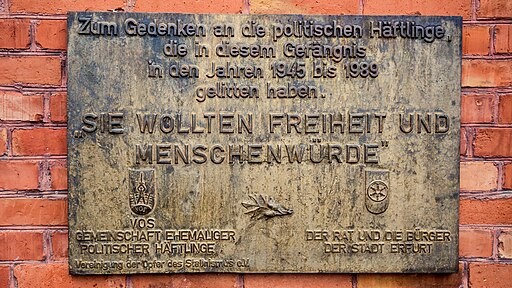 Zum Gedenken an die politischen Häftlinge,
die in diesem Gefängnis
in den Jahren 1945 bis 1989
gelitten haben.
„SIE WOLLTEN FREIHEIT UND
MENSCHENWÜRDE"
VOS
GEMEINSCHAFT EHEMALIGER
POLITISCHER HÄFTLINGE
Vereinigung der Opfer des Stalinismus e.V.
DER RAT UND DIE BÜRGER
DER STADT ERFURT